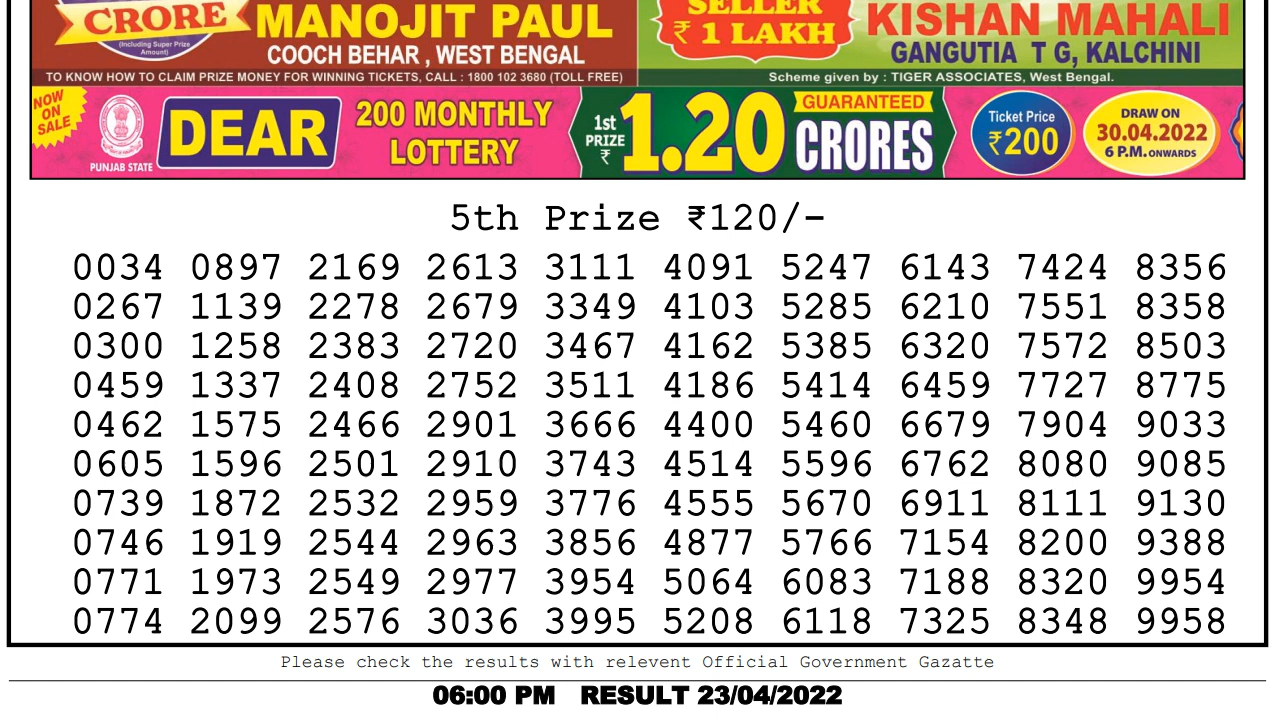 CRORE
(Including Super Prize
Amount)
MANOJIT PAUL
COOCH BEHAR , WEST BENGAL
TO KNOW HOW TO CLAIM PRIZE MONEY FOR WINNING TICKETS, CALL : 1800 102 3680 (TOLL FREE)
SELLER
₹ 1 LAKH
KISHAN MAHALI
GANGUTIA T G, KALCHINI
Scheme given by : TIGER ASSOCIATES, West Bengal.
NOW
ON
SALE
PUNJAB STATE
DEAR
200 MONTHLY
LOTTERY
1st
PRIZE
₹
1.20
GUARANTEED
CRORES
Ticket Price
₹200
DRAW ON
30.04.2022
6 P.M. ONWARDS
5th Prize ₹120/-
0034 0897 2169 2613 3111 4091 5247 6143 7424 8356
0267 1139 2278 2679 3349 4103 5285 6210 7551 8358
0300 1258 2383 2720 3467 4162 5385 6320 7572 8503
0459 1337 2408 2752 3511 4186 5414 6459 7727 8775
0462 1575 2466 2901 3666 4400 5460 6679 7904 9033
0605 1596 2501 2910 3743 4514 5596 6762 8080 9085
0739 1872 2532 2959 3776 4555 5670 6911 8111 9130
0746 1919 2544 2963 3856 4877 5766 7154 8200 9388
0771 1973 2549 2977 3954 5064 6083 7188 8320 9954
0774 2099 2576 3036 3995 5208 6118 7325 8348 9958
Please check the results with relevent Official Government Gazatte
06:00 PM RESULT 23/04/2022